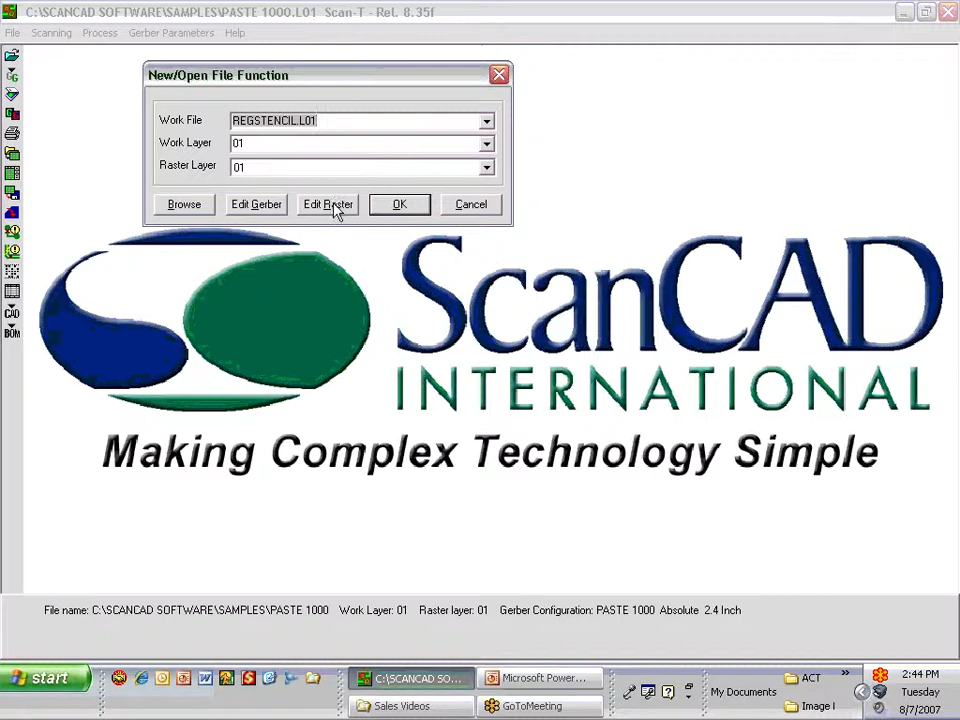 C:\SCANCAD SOFTWARE\SAMPLES\PASTE 1000.L01 Scan-T - Rel. 8.35f
File Scanning Process Gerber Parameters Help
New/Open File Function
Work File REGSTENCIL.L01
Work Layer 01
Raster Layer 01
Browse Edit Gerber Edit Raster OK Cancel
GG
CAD
BOM
ScanCAD
INTERNATIONAL
Making Complex Technology Simple
File name: C:\SCANCAD SOFTWARE\SAMPLES\PASTE 1000 Work Layer: 01 Raster layer: 01 Gerber Configuration: PASTE 1000 Absolute 2.4 Inch
start
C:\SCANCAD SO...
Microsoft Power...
Sales Videos
GoToMeeting
My Documents
ACT
Image I
2:44 PM
Tuesday
8/7/2007